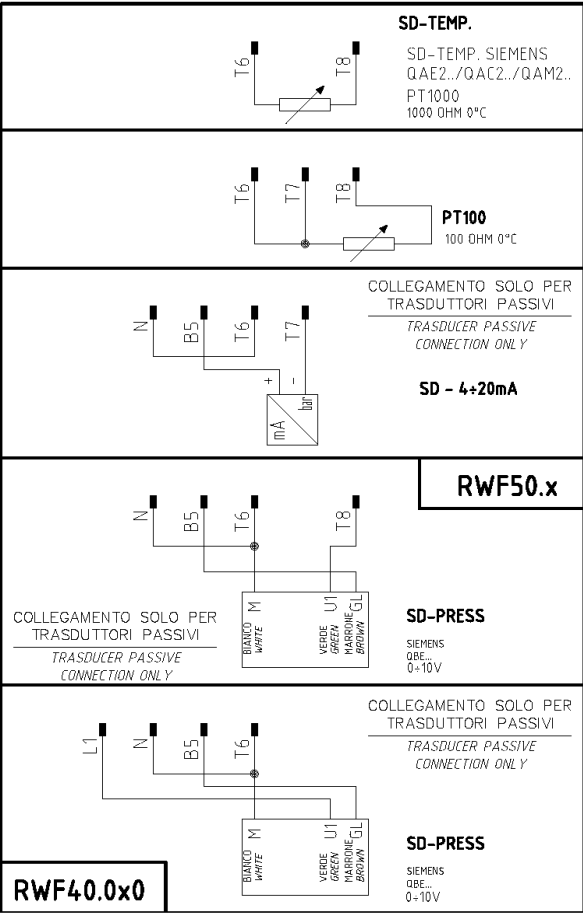 SD-TEMP.
T6
T8
SD-TEMP. SIEMENS
QAE2../QAC2../QAM2..
PT1000
1000 OHM 0°C
T6
T7
T8
PT100
100 OHM 0°C
COLLEGAMENTO SOLO PER
TRASDUTTORI PASSIVI
TRASDUCER PASSIVE
CONNECTION ONLY
N
B5
T6
T7
+
-
mA
bar
SD - 4÷20mA
RWF50.x
N
B5
T6
T8
M
U1
GL
BIANCO
WHITE
VERDE
GREEN
MARRONE
BROWN
COLLEGAMENTO SOLO PER
TRASDUTTORI PASSIVI
TRASDUCER PASSIVE
CONNECTION ONLY
SD-PRESS
SIEMENS
QBE...
0÷10V
COLLEGAMENTO SOLO PER
TRASDUTTORI PASSIVI
TRASDUCER PASSIVE
CONNECTION ONLY
L1
N
B5
T6
M
U1
GL
BIANCO
WHITE
VERDE
GREEN
MARRONE
BROWN
SD-PRESS
SIEMENS
QBE...
0÷10V
RWF40.0x0